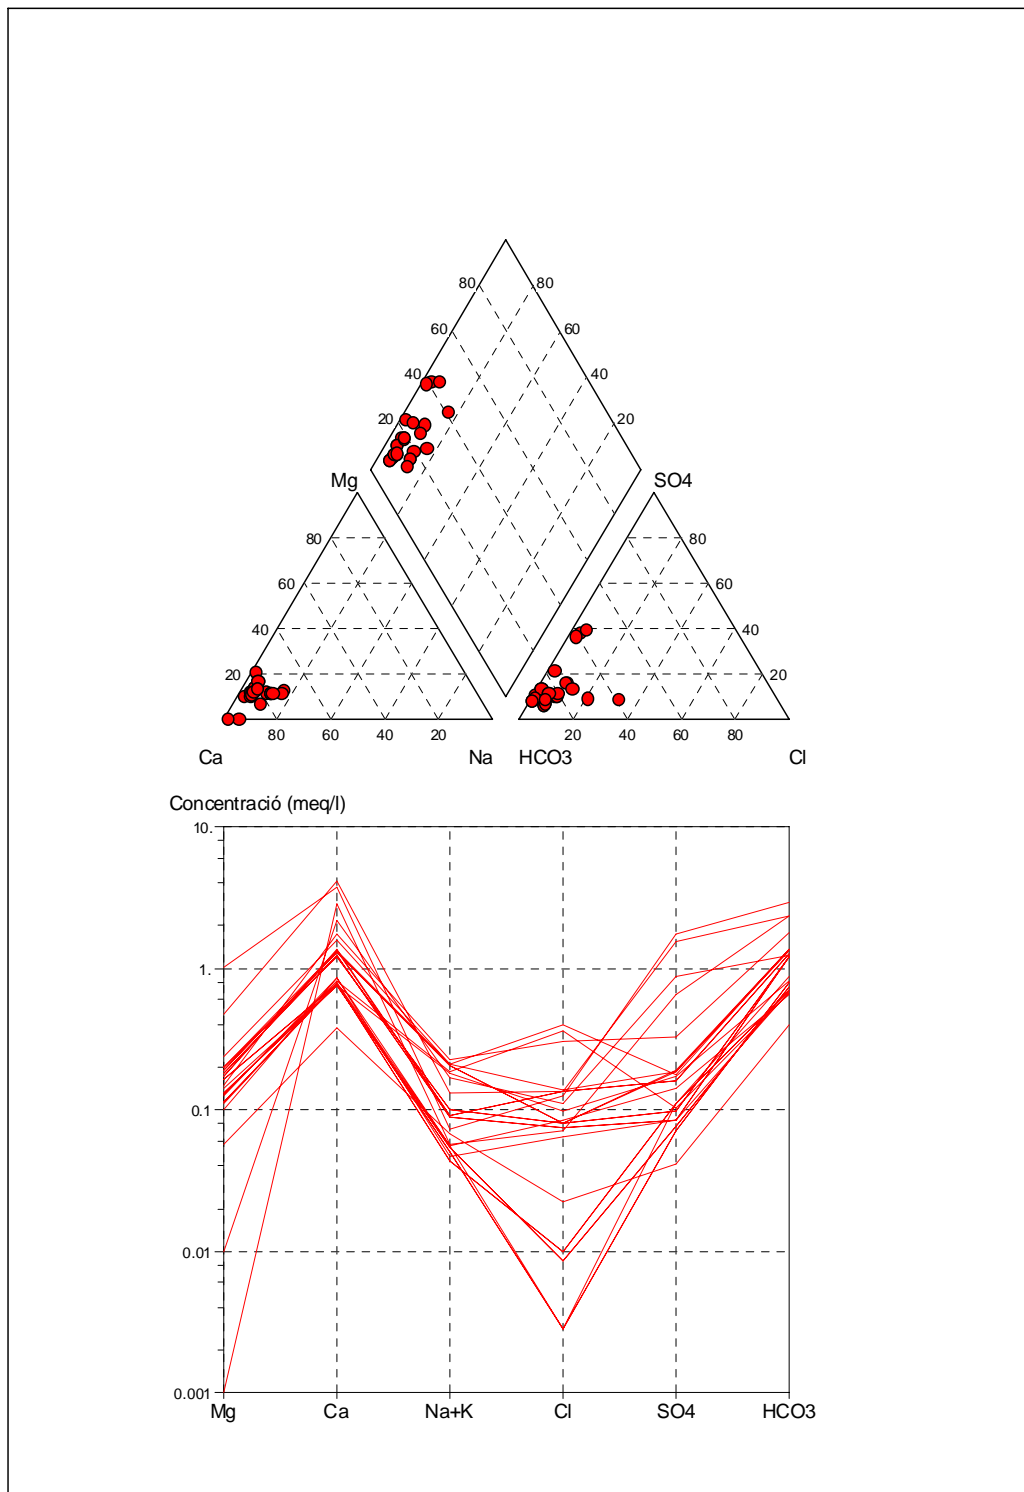 80 80
60 60
40 40
20 20
Mg SO4
80 80
60 60
40 40
20 20
80 60 40 20 20 40 60 80
Ca Na HCO3 Cl
Concentració (meq/l)
10.
1.
0.1
0.01
0.001
Mg Ca Na+K Cl SO4 HCO3